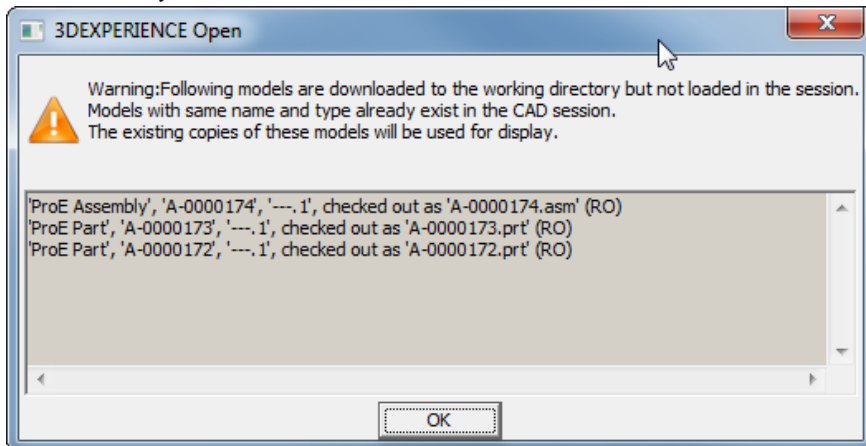 3DEXPERIENCE Open
Warning:Following models are downloaded to the working directory but not loaded in the session.
Models with same name and type already exist in the CAD session.
The existing copies of these models will be used for display.
'ProE Assembly', 'A-0000174', '---.1', checked out as 'A-0000174.asm' (RO)
'ProE Part', 'A-0000173', '---.1', checked out as 'A-0000173.prt' (RO)
'ProE Part', 'A-0000172', '---.1', checked out as 'A-0000172.prt' (RO)
OK